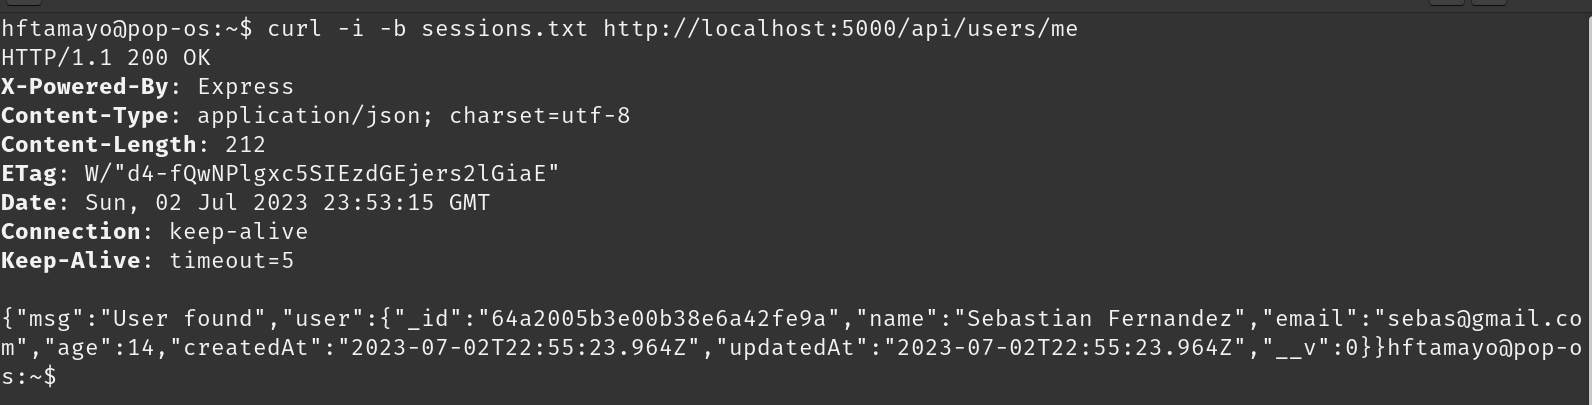 hftamayo@pop-os:~$ curl -i -b sessions.txt http://localhost:5000/api/users/me
HTTP/1.1 200 OK
X-Powered-By: Express
Content-Type: application/json; charset=utf-8
Content-Length: 212
ETag: W/"d4-fQwNPlgxc5SIEzdGEjers2lGiaE"
Date: Sun, 02 Jul 2023 23:53:15 GMT
Connection: keep-alive
Keep-Alive: timeout=5

{"msg":"User found","user":{"_id":"64a2005b3e00b38e6a42fe9a","name":"Sebastian Fernandez","email":"sebas@gmail.co
m","age":14,"createdAt":"2023-07-02T22:55:23.964Z","updatedAt":"2023-07-02T22:55:23.964Z","__v":0}}hftamayo@pop-o
s:~$